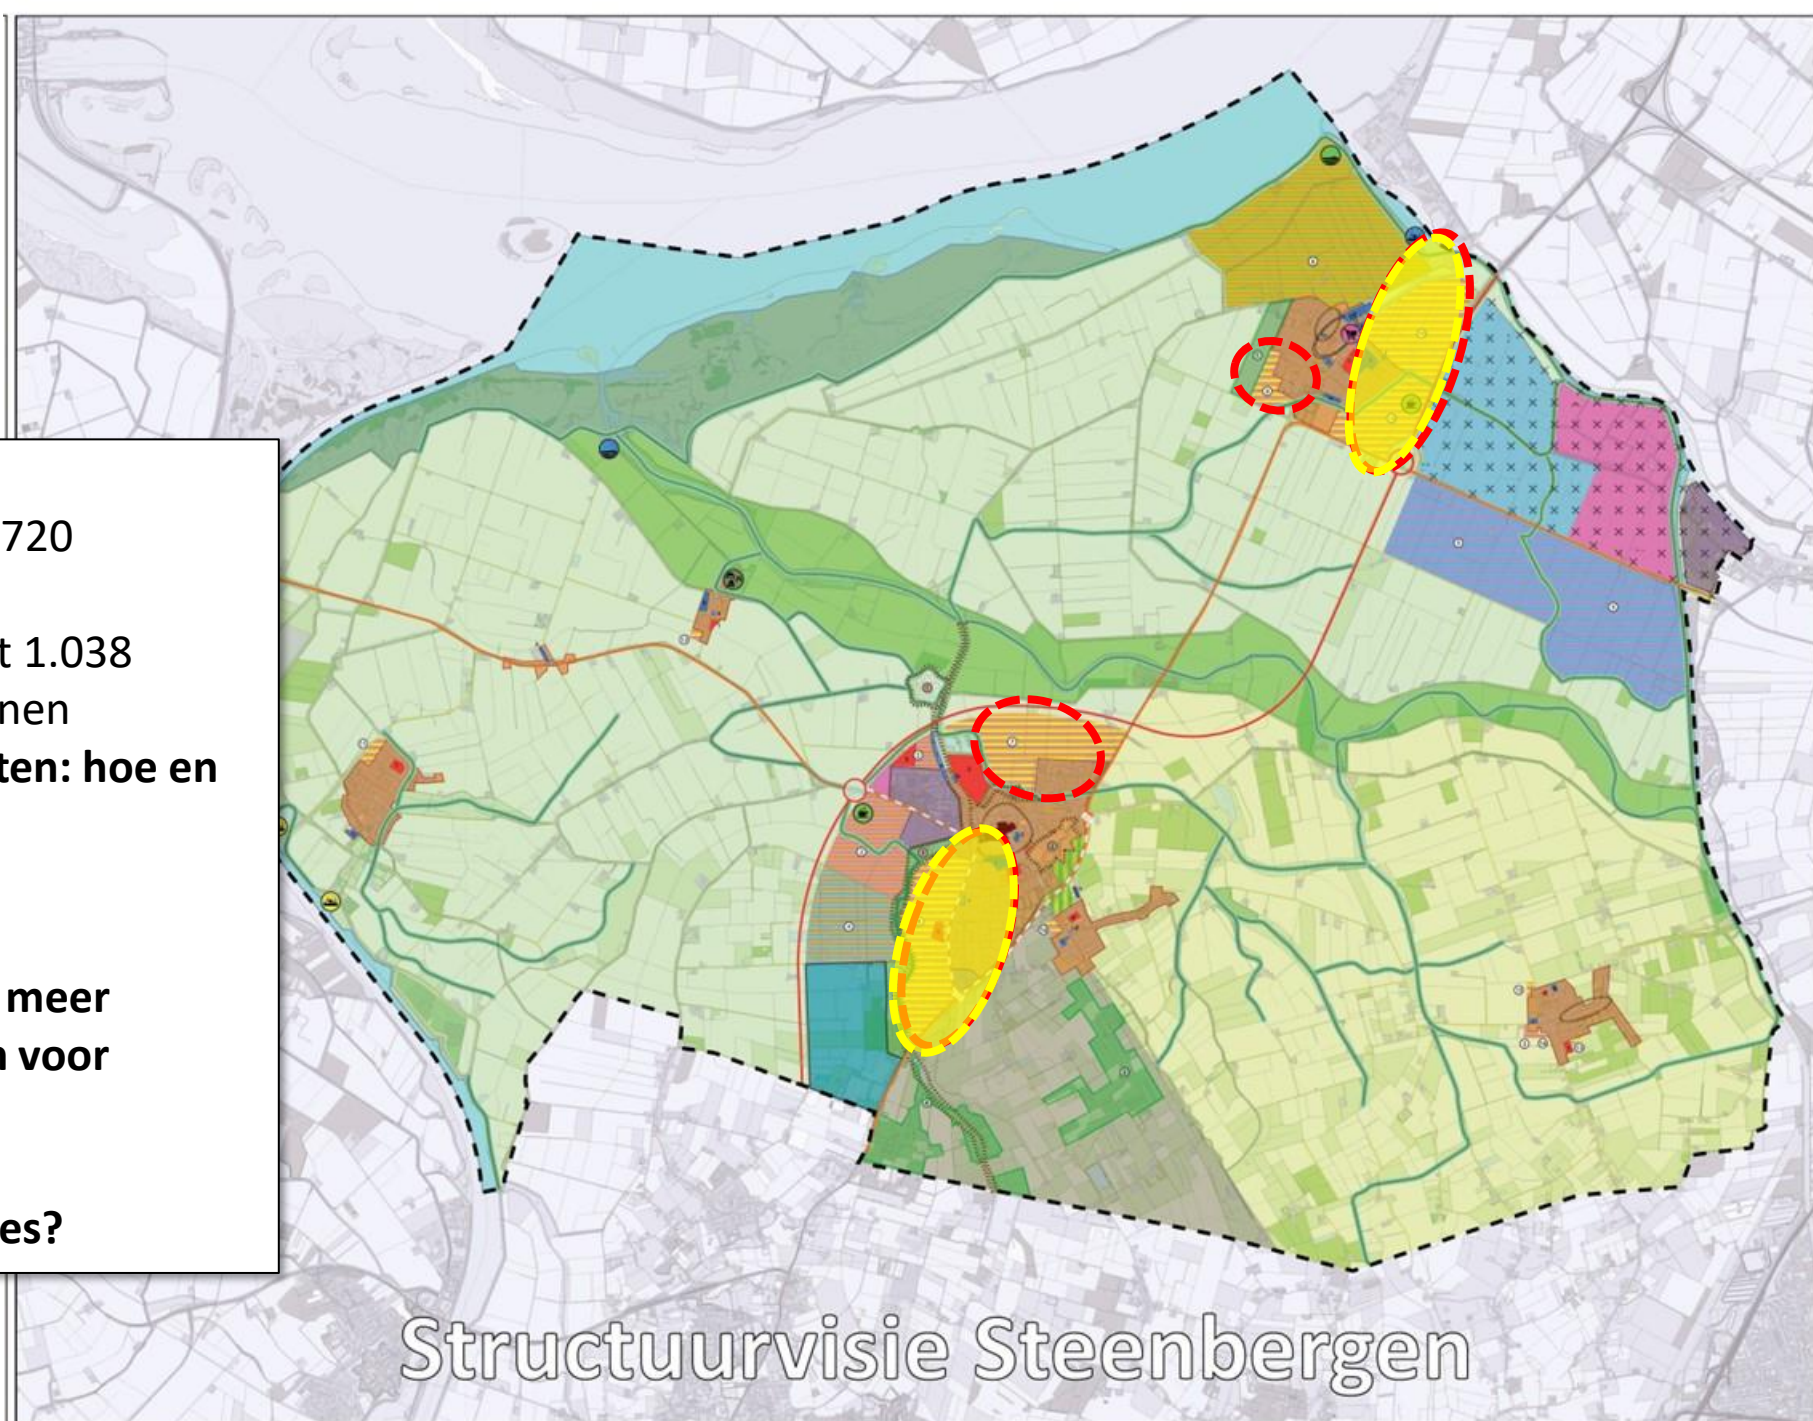 720
t 1.038
nen
ten: hoe en
meer
n voor
es?
Structuurvisie Steenbergen